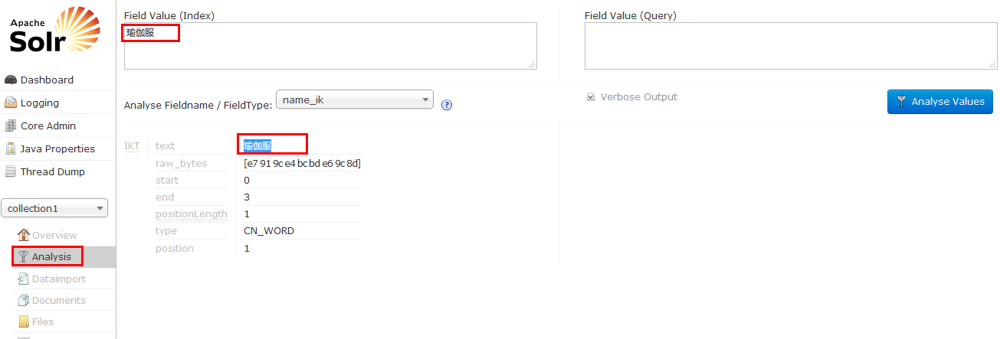 Apache
Solr
Dashboard
Logging
Core Admin
Java Properties
Thread Dump
collection1
Overview
Analysis
Dataimport
Documents
Files
Field Value (Index)
瑜伽服
Field Value (Query)
Analyse Fieldname / FieldType: name_ik ?
Verbose Output
Analyse Values
IKT text 瑜伽服
raw_bytes [e7 91 9c e4 bc bd e6 9c 8d]
start 0
end 3
positionLength 1
type CN_WORD
position 1